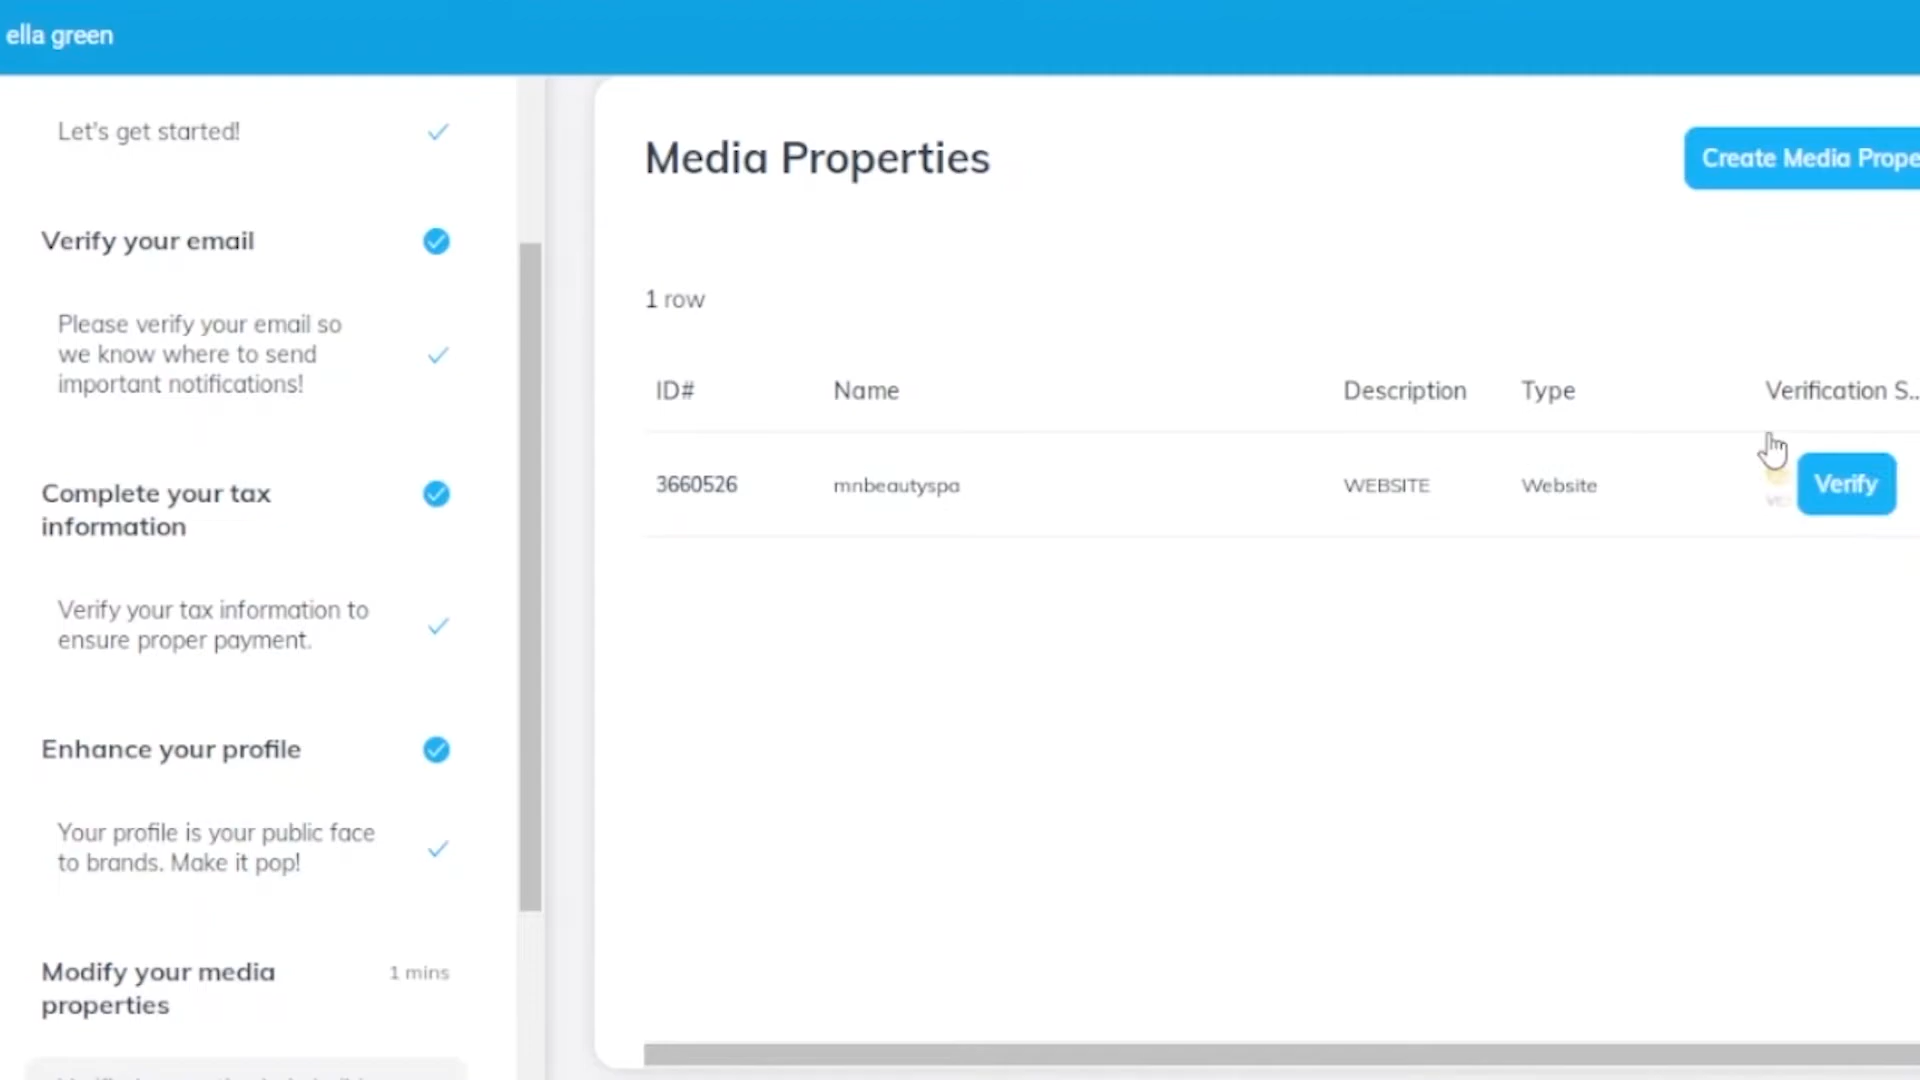 ella green
Let's get started!
Verify your email
Please verify your email so
we know where to send
important notifications!
Complete your tax
information
Verify your tax information to
ensure proper payment.
Enhance your profile
Your profile is your public face
to brands. Make it pop!
Modify your media
properties
1 mins
Media Properties
Create Media Prope
1 row
ID# Name Description Type Verification S...
3660526 mnbeautyspa WEBSITE Website Verify